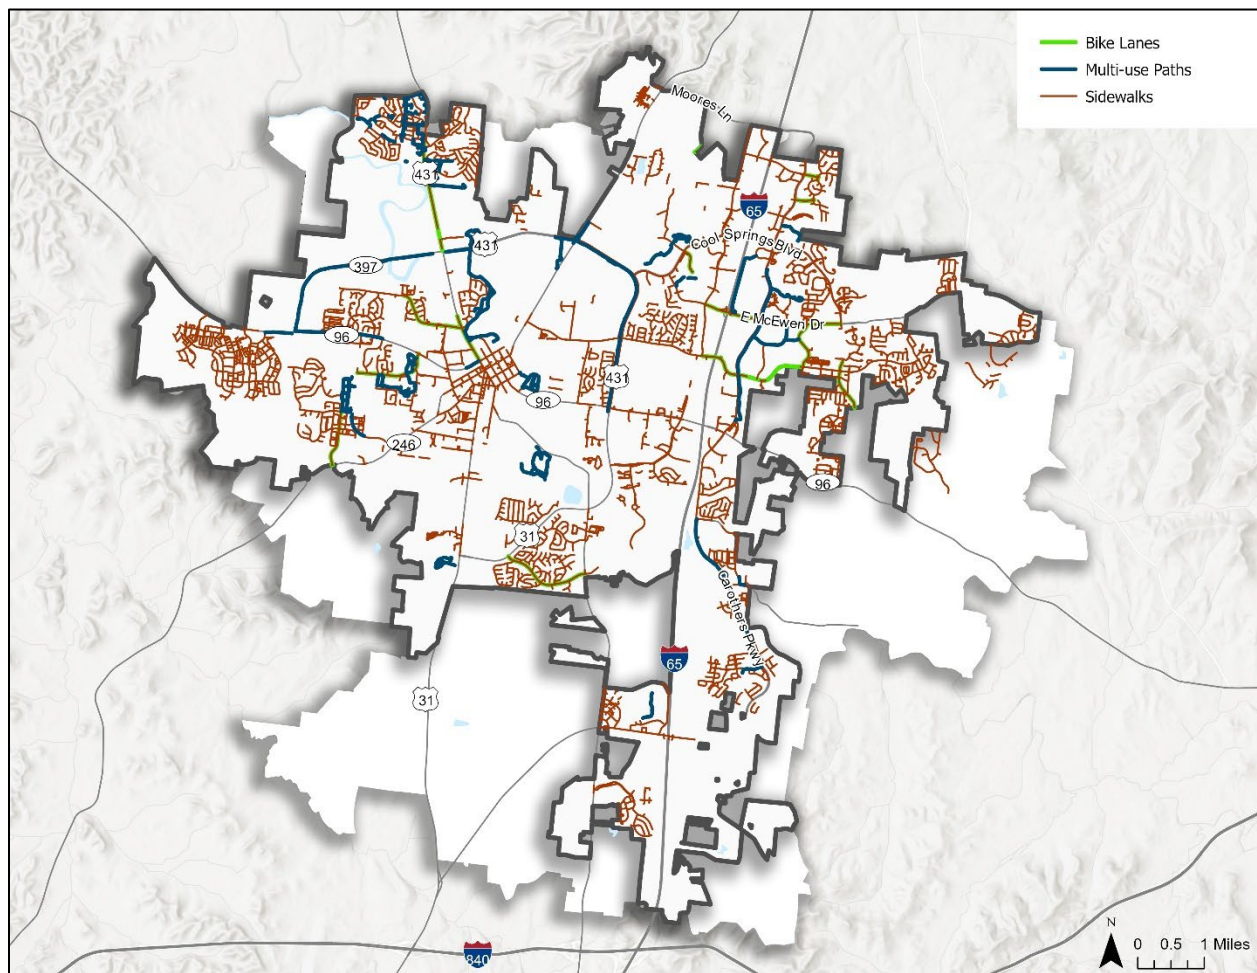 Bike Lanes
Multi-use Paths
Sidewalks
Moores Ln
431
65
Cool Springs Blvd
431
397
E McEwen Dr
96
431
96
246
96
31
Carothers Pkwy
65
31
840
N
0 0.5 1 Miles